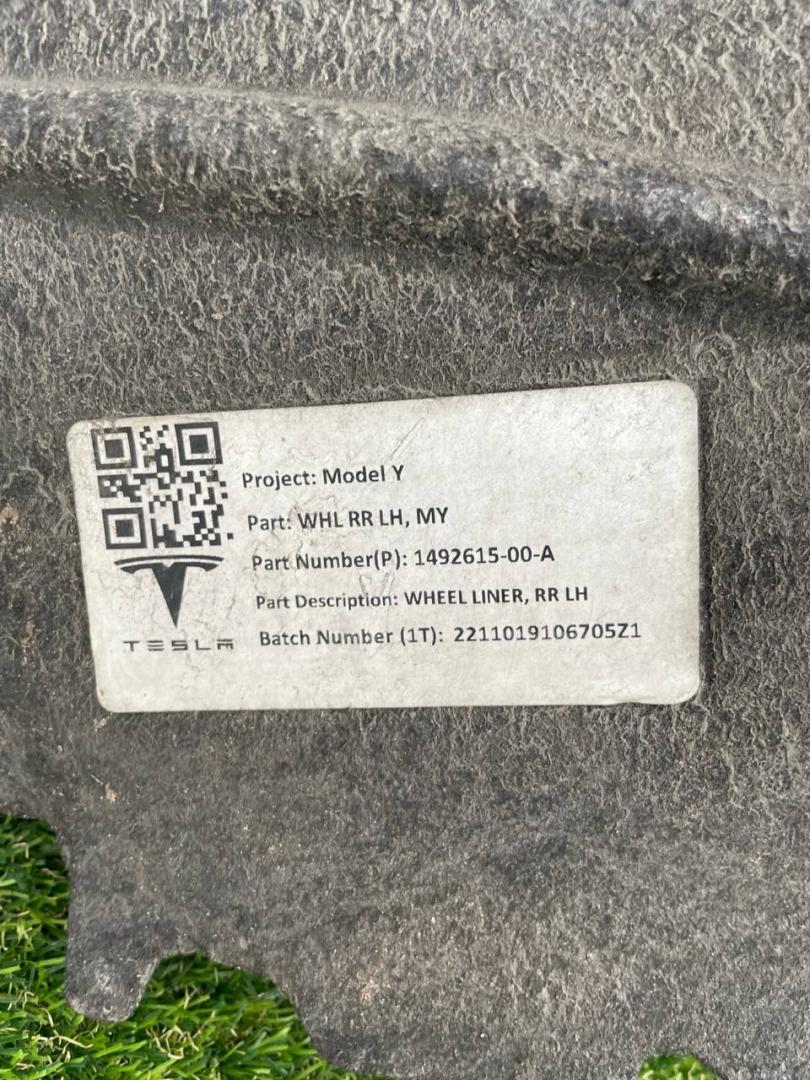 Project: Model Y
Part: WHL RR LH, MY
Part Number(P): 1492615-00-A
Part Description: WHEEL LINER, RR LH
Batch Number (1T): 2211019106705Z1
TESLA